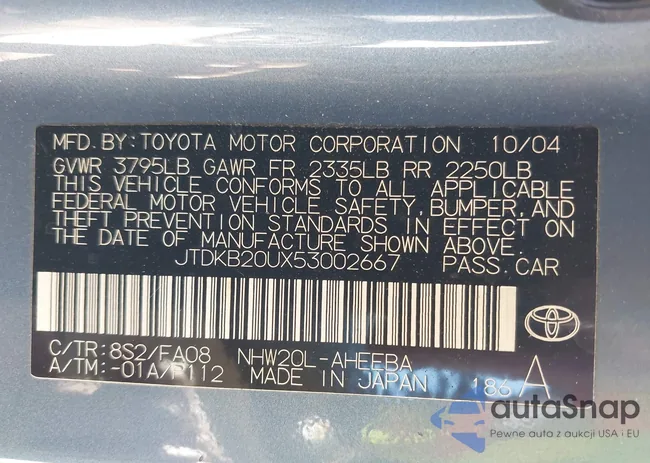 MFD.BY:TOYOTA MOTOR CORPORATION 10/04
GVWR 3795LB GAWR FR 2335LB RR 2250LB
THIS VEHICLE CONFORMS TO ALL APPLICABLE
FEDERAL MOTOR VEHICLE SAFETY, BUMPER, AND
THEFT PREVENTION STANDARDS IN EFFECT ON
THE DATE OF MANUFACTURE SHOWN ABOVE.
JTDKB20UX53002667 PASS.CAR
C/TR:8S2/FA08 NHW20L-AHEEBA
A/TM:-01A/P112 MADE IN JAPAN 186 A
autaSnap
Pewne auta z aukcji USA i EU